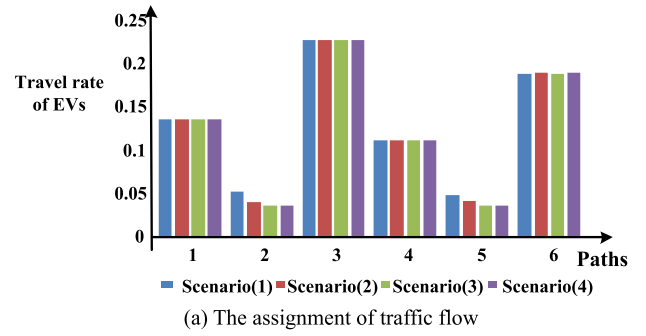 0.25
0.2
Travel rate
of EVs
0.15
0.1
0.05
0
1 2 3 4 5 6
Paths
Scenario(1) Scenario(2) Scenario(3) Scenario(4)
(a) The assignment of traffic flow